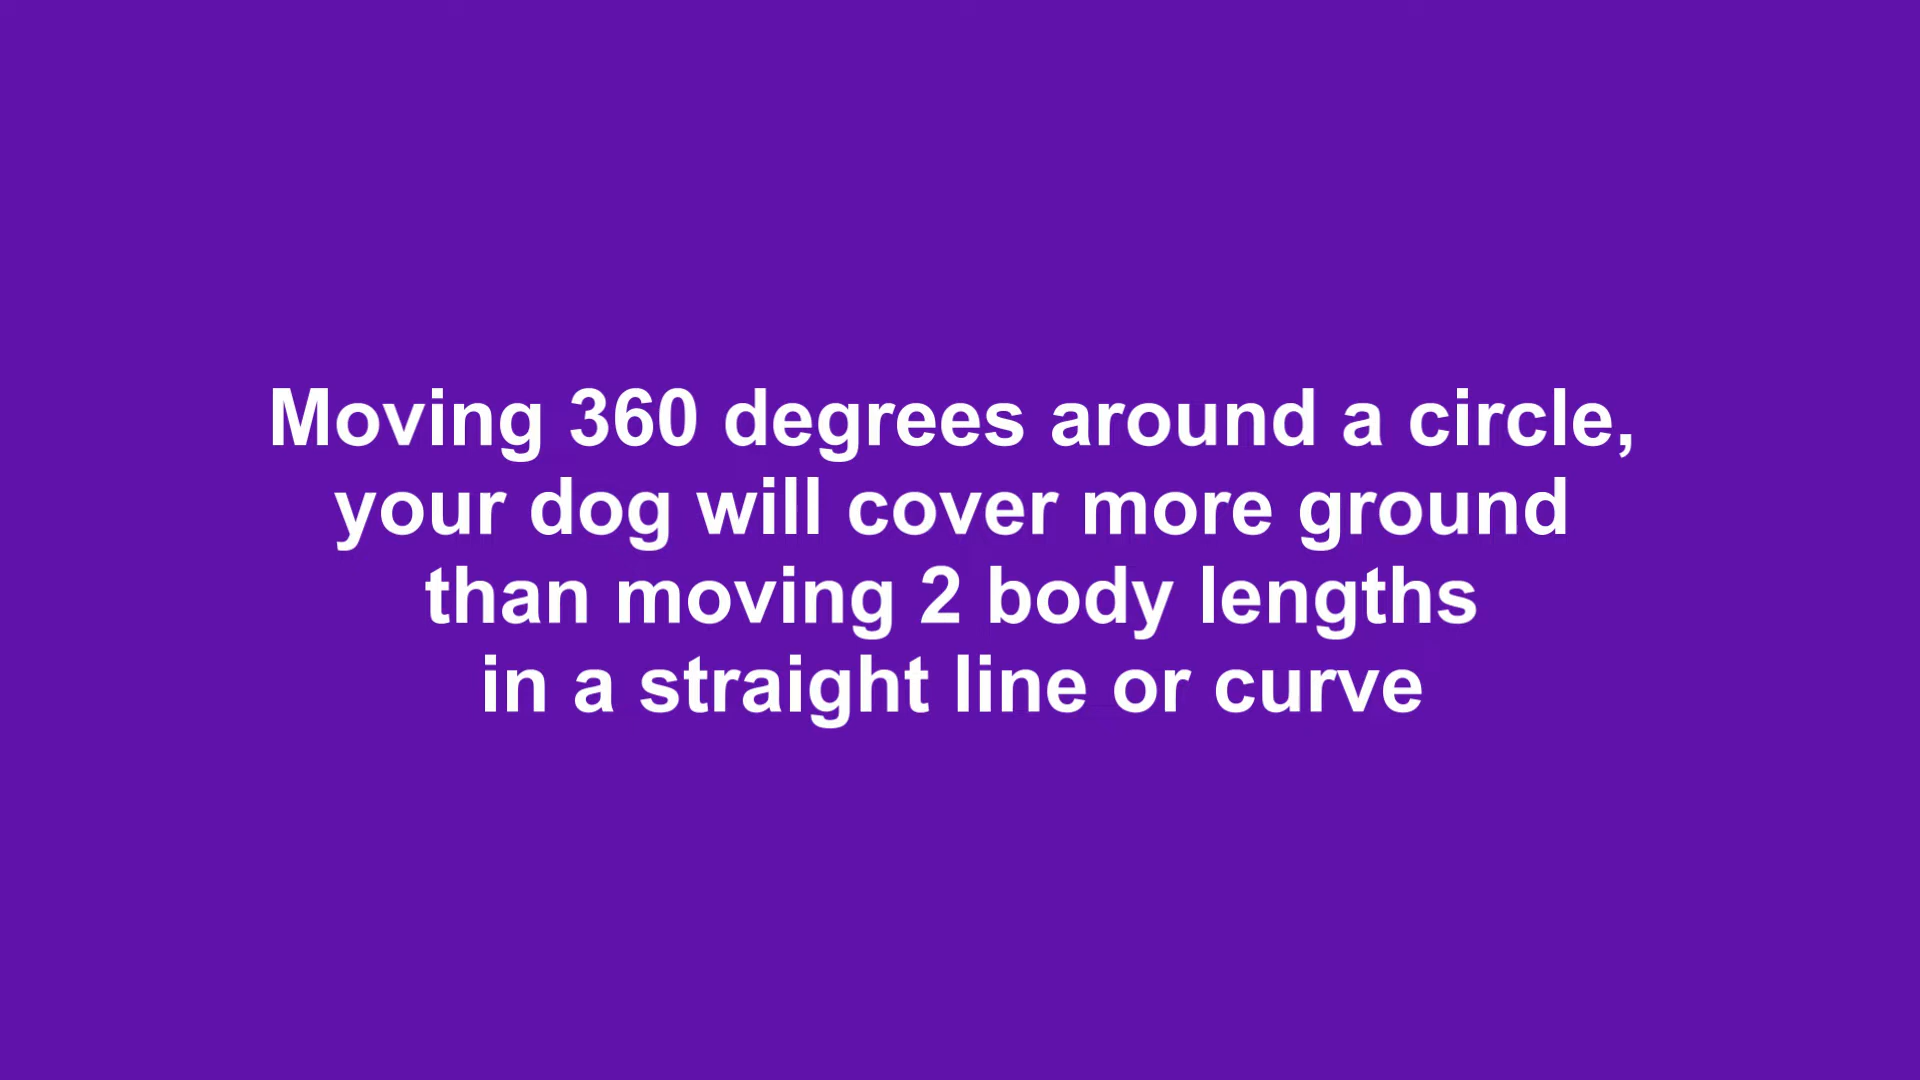 Moving 360 degrees around a circle,
your dog will cover more ground
than moving 2 body lengths
in a straight line or curve